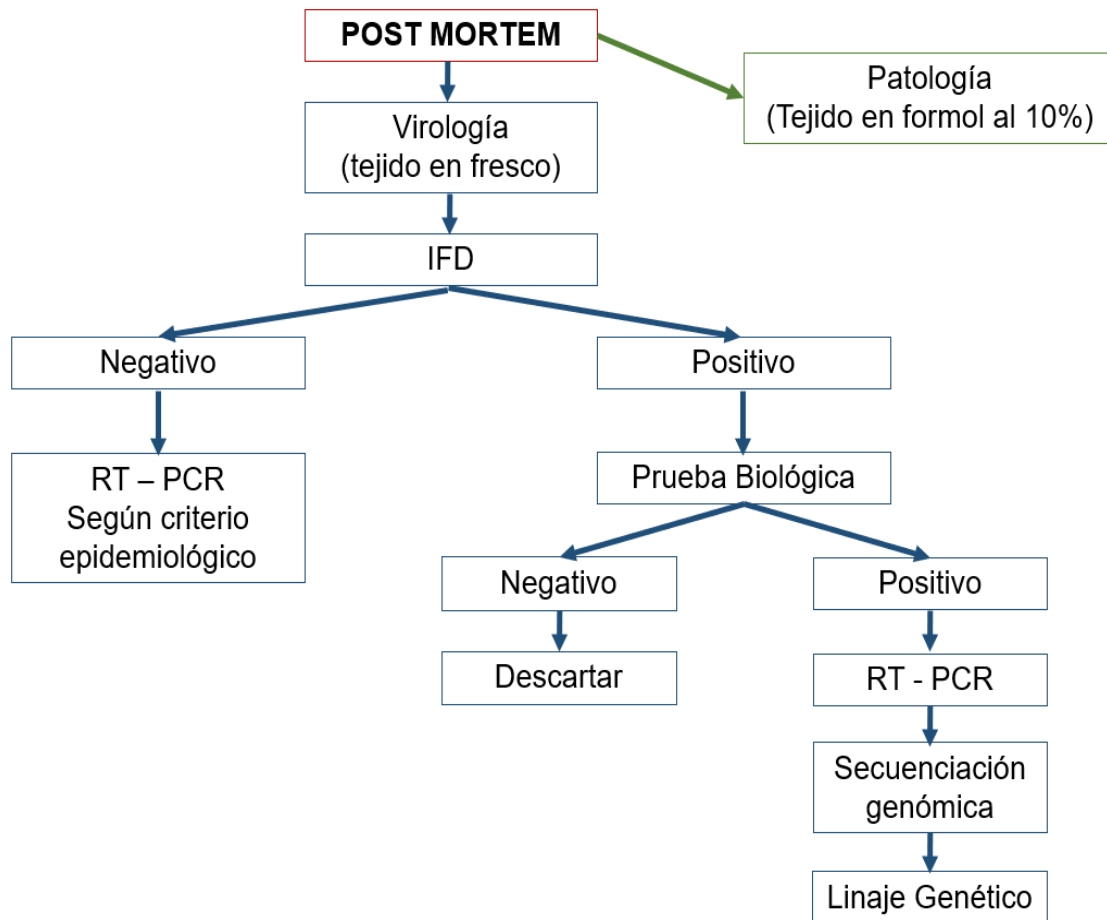 POST MORTEM
Patología
(Tejido en formol al 10%)
Virología
(tejido en fresco)
IFD
Negativo
Positivo
RT – PCR
Según criterio
epidemiológico
Prueba Biológica
Negativo
Positivo
Descartar
RT - PCR
Secuenciación
genómica
Linaje Genético